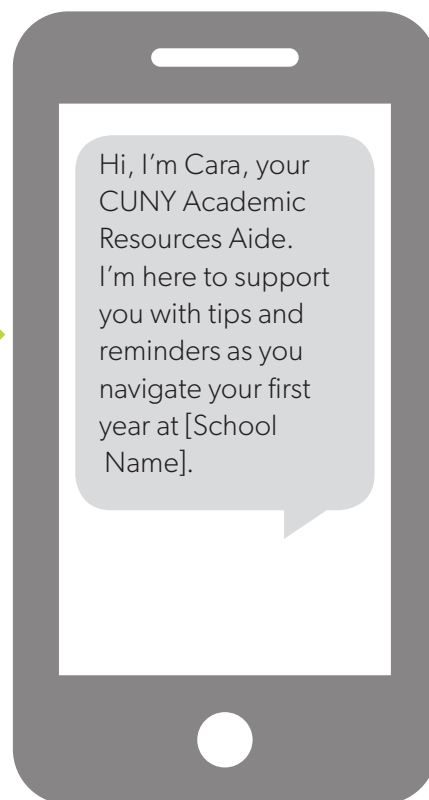 Hi, I’m Cara, your
CUNY Academic
Resources Aide.
I’m here to support
you with tips and
reminders as you
navigate your first
year at [School
Name].